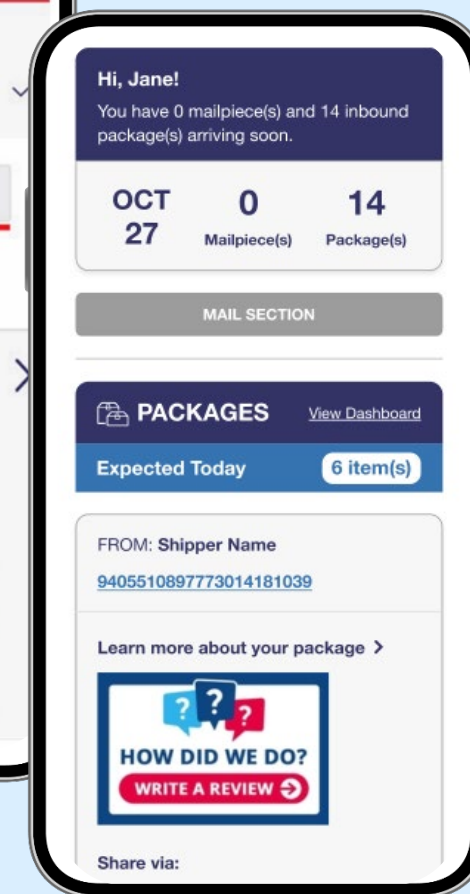 Hi, Jane!
You have 0 mailpiece(s) and 14 inbound
package(s) arriving soon.
OCT
27
0
Mailpiece(s)
14
Package(s)
MAIL SECTION
PACKAGES
View Dashboard
Expected Today
6 item(s)
FROM: Shipper Name
9405510897773014181039
Learn more about your package >
? ? ?
HOW DID WE DO?
WRITE A REVIEW
Share via: